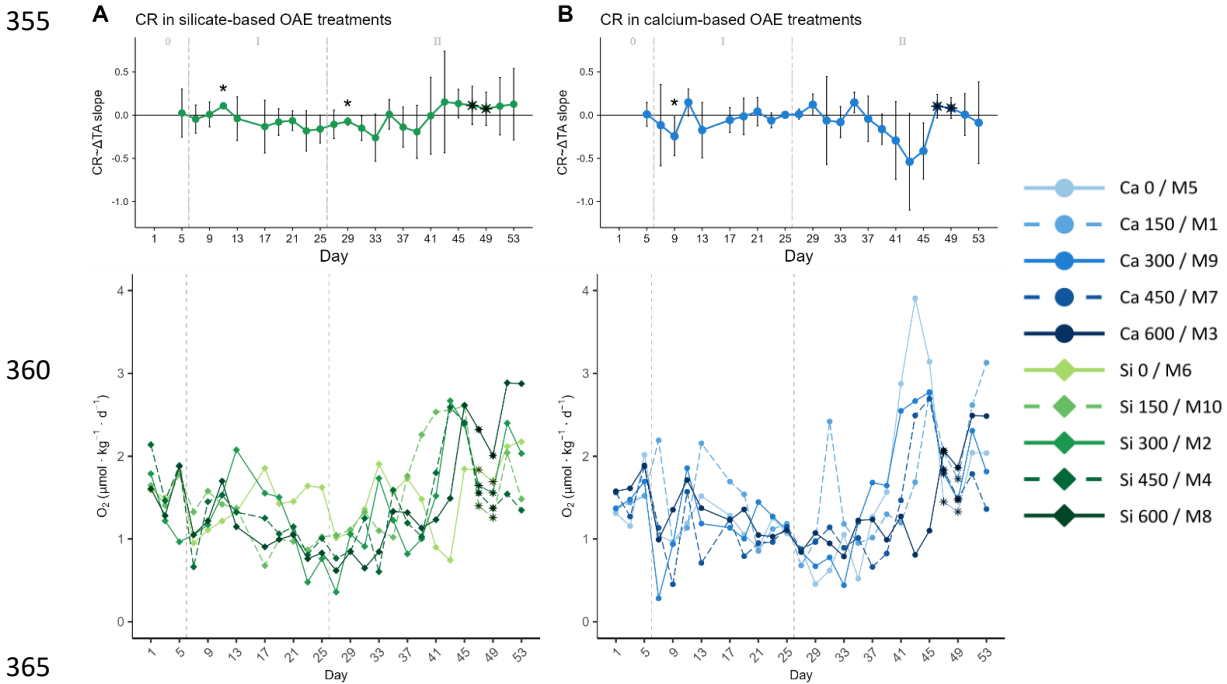 355
A CR in silicate-based OAE treatments
0 I II
*
*
CR~ΔTA slope
0.5
0.0
-0.5
-1.0
1 5 9 13 17 21 25 29 33 37 41 45 49 53
Day
B CR in calcium-based OAE treatments
0 I II
*
CR~ΔTA slope
0.5
0.0
-0.5
-1.0
1 5 9 13 17 21 25 29 33 37 41 45 49 53
Day
Ca 0 / M5
Ca 150 / M1
Ca 300 / M9
Ca 450 / M7
Ca 600 / M3
Si 0 / M6
Si 150 / M10
Si 300 / M2
Si 450 / M4
Si 600 / M8
360
O₂ (μmol · kg⁻¹ · d⁻¹)
4
3
2
1
0
1 5 9 13 17 21 25 29 33 37 41 45 49 53
Day
O₂ (μmol · kg⁻¹ · d⁻¹)
4
3
2
1
0
1 5 9 13 17 21 25 29 33 37 41 45 49 53
Day
365